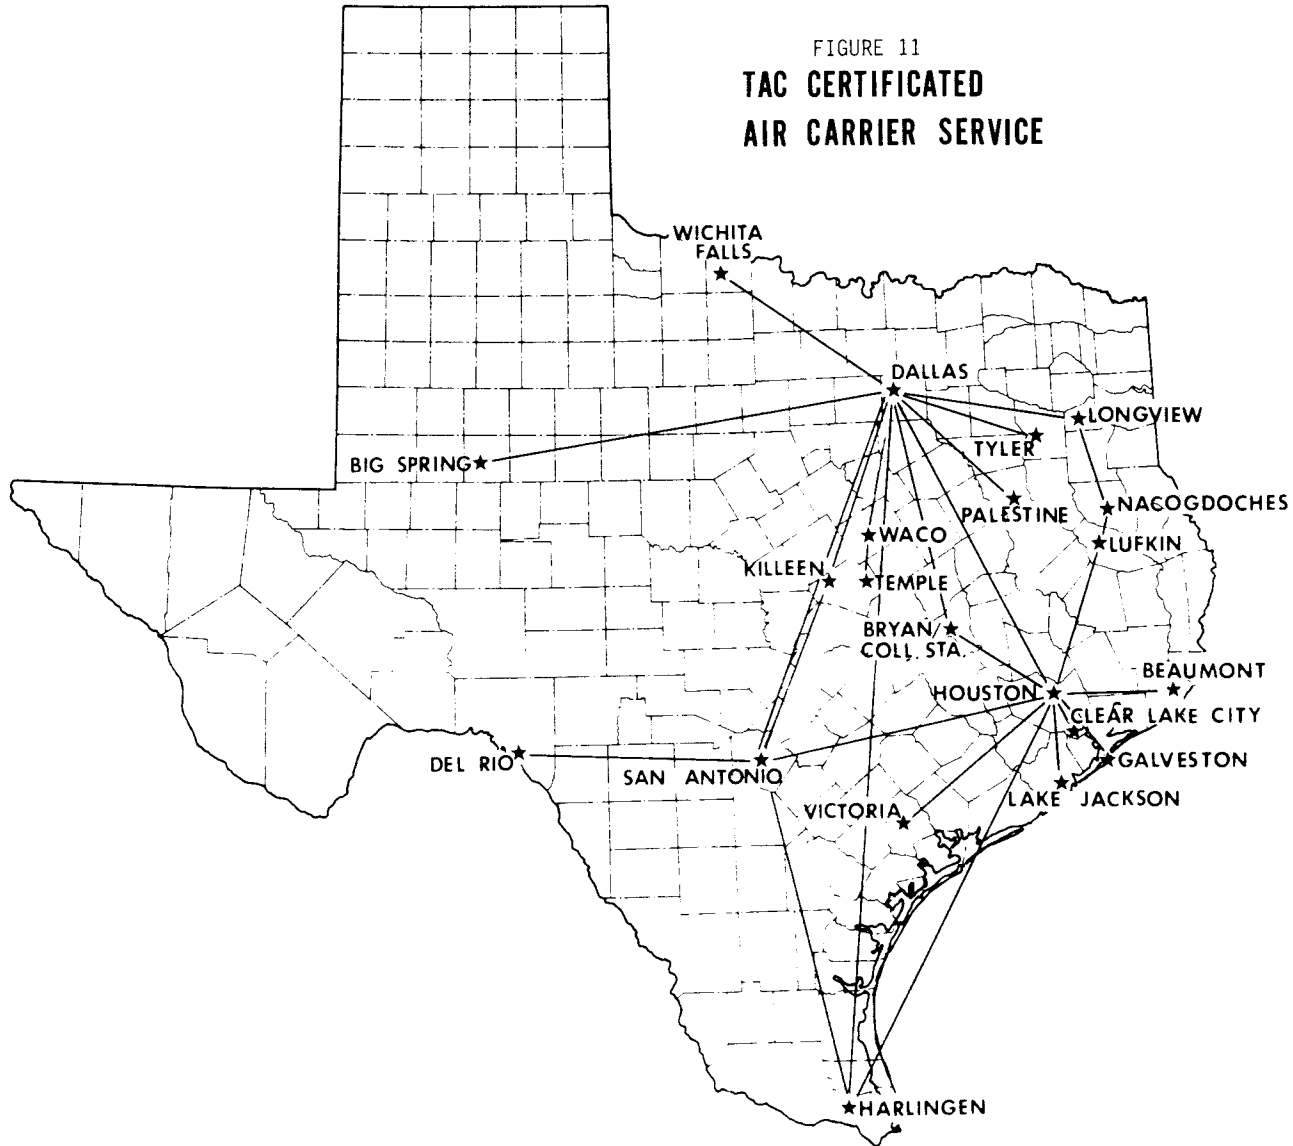 FIGURE 11
TAC CERTIFICATED
AIR CARRIER SERVICE
WICHITA
FALLS
DALLAS
LONGVIEW
TYLER
BIG SPRING
NACOGDOCHES
PALESTINE
WACO
LUFKIN
KILLEEN
TEMPLE
BRYAN/
COLL. STA.
BEAUMONT
HOUSTON
CLEAR LAKE CITY
DEL RIO
SAN ANTONIO
GALVESTON
LAKE JACKSON
VICTORIA
HARLINGEN